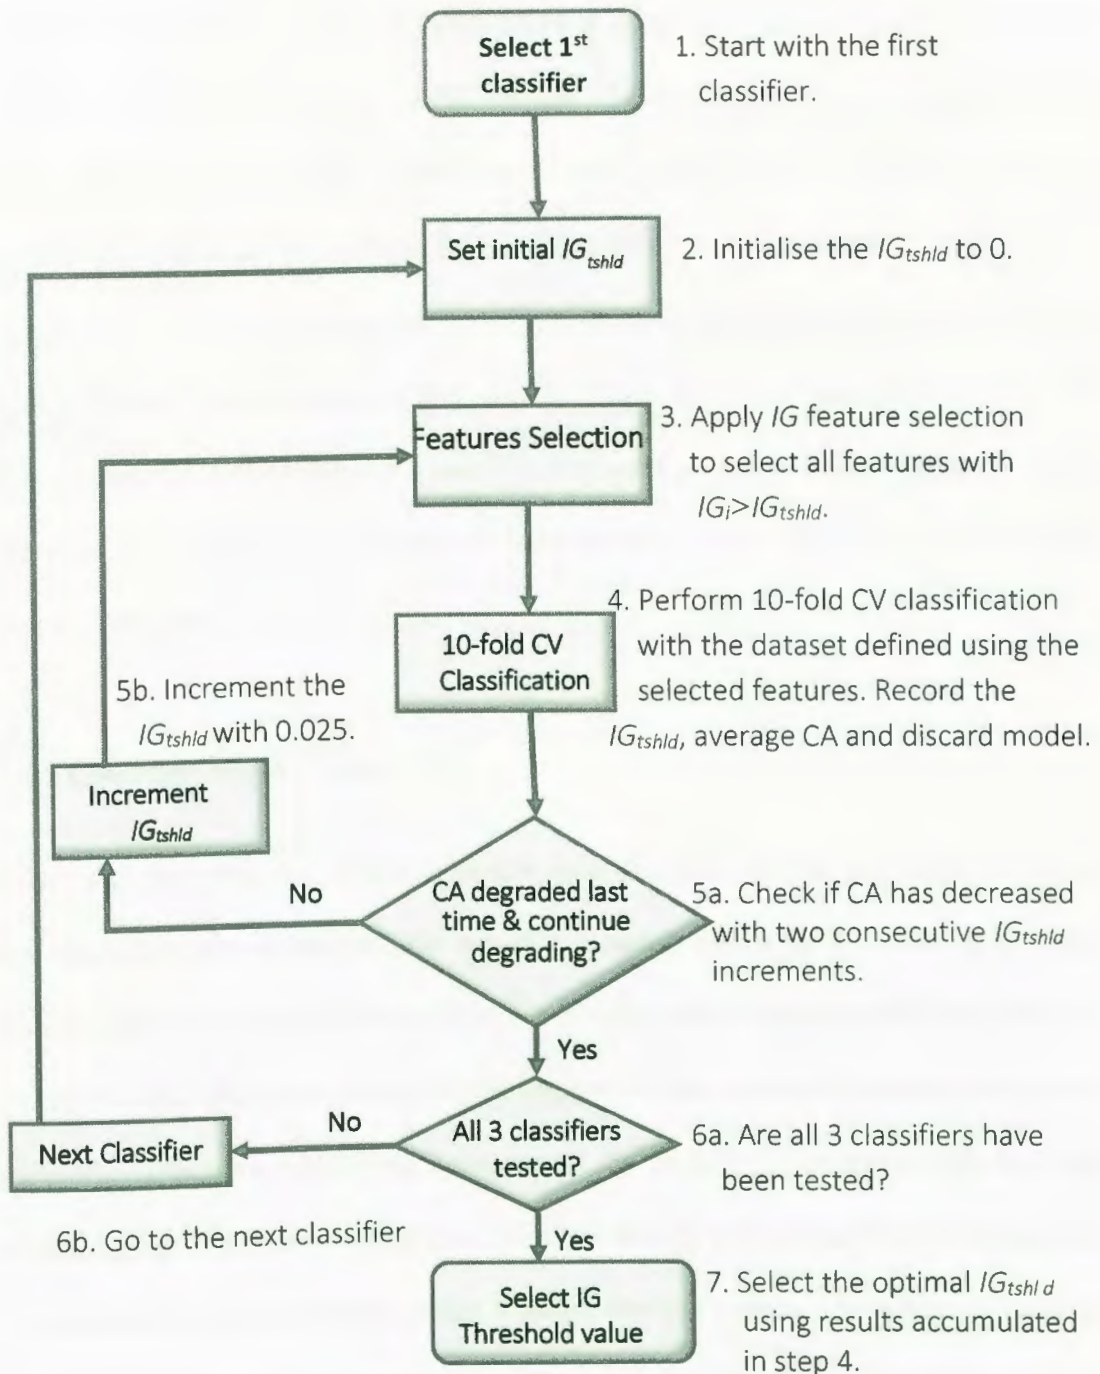 Select 1st
classifier
1. Start with the first
classifier.
Set initial IGtshld
2. Initialise the IGtshld to 0.
Features Selection
3. Apply IG feature selection
to select all features with
IGi>IGtshld.
10-fold CV
Classification
4. Perform 10-fold CV classification
with the dataset defined using the
selected features. Record the
IGtshld, average CA and discard model.
5b. Increment the
IGtshld with 0.025.
Increment
IGtshld
No
CA degraded last
time & continue
degrading?
5a. Check if CA has decreased
with two consecutive IGtshld
increments.
Yes
No
Next Classifier
All 3 classifiers
tested?
6a. Are all 3 classifiers have
been tested?
6b. Go to the next classifier
Yes
Select IG
Threshold value
7. Select the optimal IGtshl d
using results accumulated
in step 4.